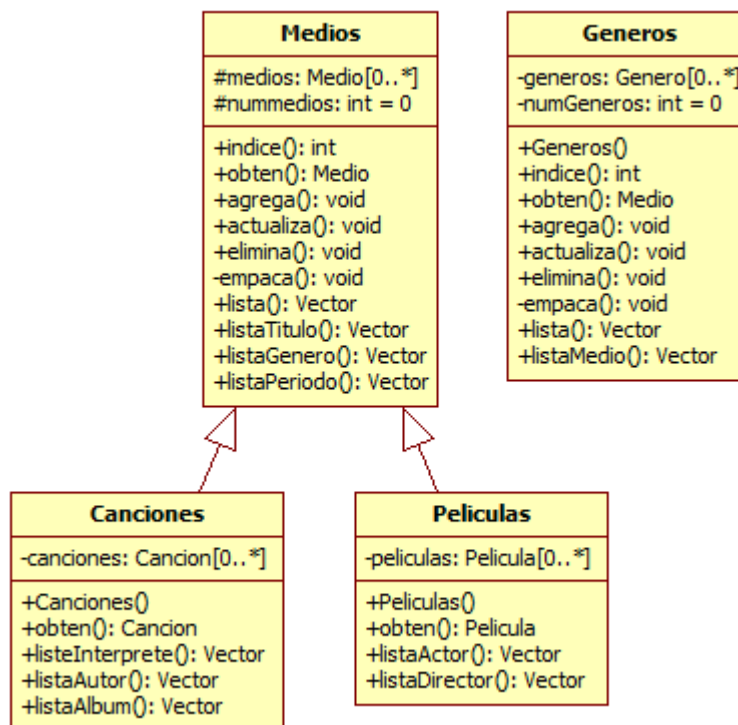 Medios
#medios: Medio[0..*]
#nummedios: int = 0
+indice(): int
+obten(): Medio
+agrega(): void
+actualiza(): void
+elimina(): void
-empaca(): void
+lista(): Vector
+listaTitulo(): Vector
+listaGenero(): Vector
+listaPeriodo(): Vector
Generos
-generos: Genero[0..*]
-numGeneros: int = 0
+Generos()
+indice(): int
+obten(): Medio
+agrega(): void
+actualiza(): void
+elimina(): void
-empaca(): void
+lista(): Vector
+listaMedio(): Vector
Canciones
-canciones: Cancion[0..*]
+Canciones()
+obten(): Cancion
+listeInterprete(): Vector
+listaAutor(): Vector
+listaAlbum(): Vector
Peliculas
-peliculas: Pelicula[0..*]
+Peliculas()
+obten(): Pelicula
+listaActor(): Vector
+listaDirector(): Vector